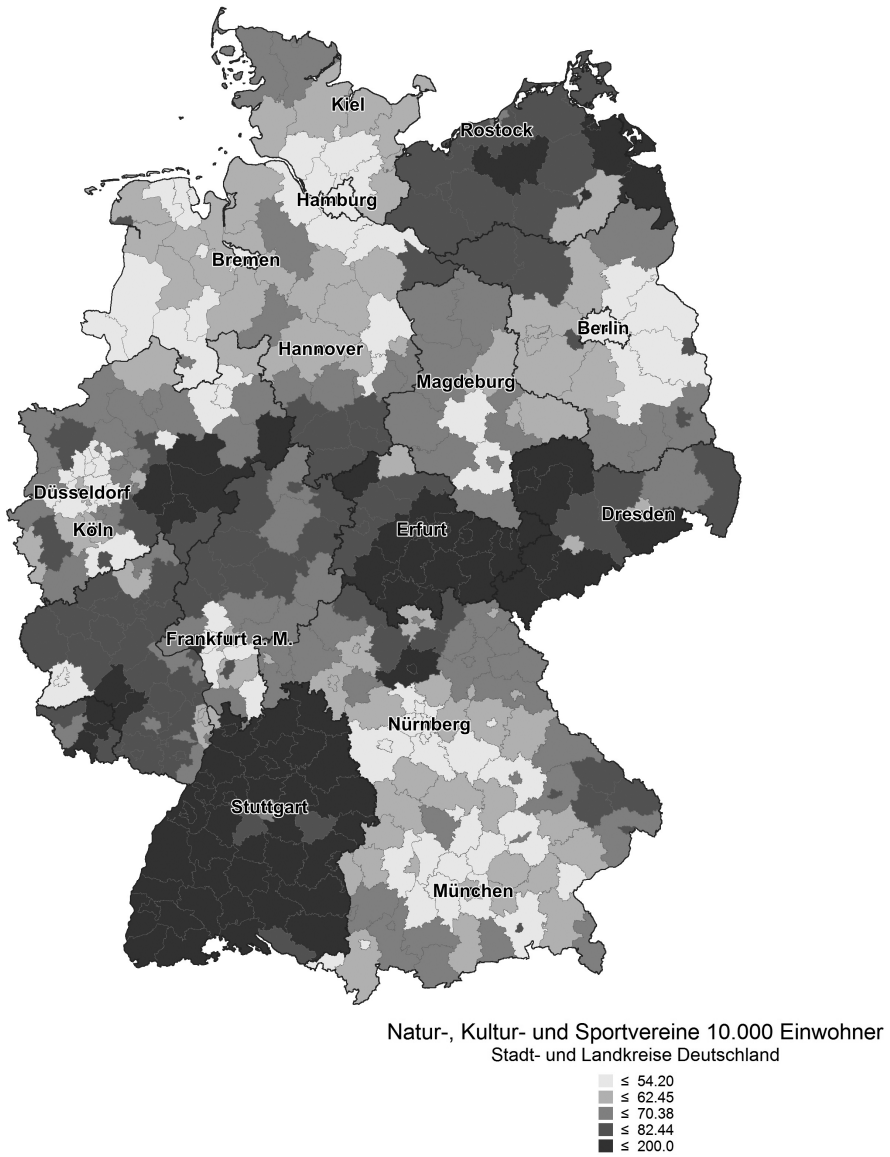 Kiel
Rostock
Hamburg
Bremen
Berlin
Hannover
Magdeburg
Düsseldorf
Dresden
Köln
Erfurt
Frankfurt a. M.
Nürnberg
Stuttgart
München
Natur-, Kultur- und Sportvereine 10.000 Einwohner
Stadt- und Landkreise Deutschland
≤ 54.20
≤ 62.45
≤ 70.38
≤ 82.44
≤ 200.0